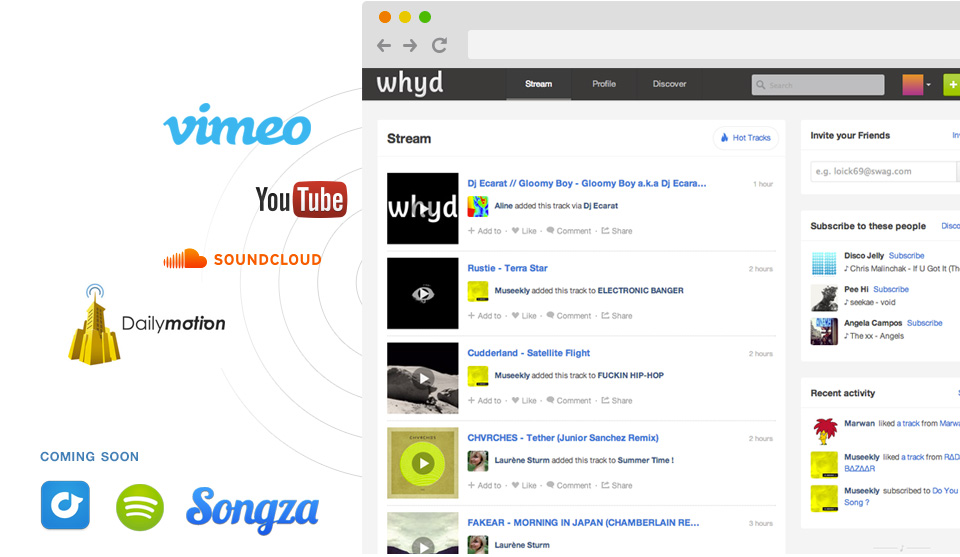 vimeo
YouTube
SOUNDCLOUD
Dailymotion
COMING SOON
Songza
whyd
Stream
Profile
Discover
Search
Stream
Hot Tracks
whyd
Dj Ecarat // Gloomy Boy - Gloomy Boy a.k.a Dj Ecara...
1 hour
Aline added this track via Dj Ecarat
Add to · Like · Comment · Share
Rustie - Terra Star
2 hours
Museekly added this track to ELECTRONIC BANGER
Add to · Like · Comment · Share
Cudderland - Satellite Flight
2 hours
Museekly added this track to FUCKIN HIP-HOP
Add to · Like · Comment · Share
CHVRCHES
CHVRCHES - Tether (Junior Sanchez Remix)
2 hours
Laurène Sturm added this track to Summer Time !
Add to · Like · Comment · Share
FAKEAR - MORNING IN JAPAN (CHAMBERLAIN RE...
3 hours
Laurène Sturm
Invite your Friends
e.g. loick69@swag.com
Subscribe to these people
Disco Jelly Subscribe
♪ Chris Malinchak - If U Got It (Th
Pee Hi Subscribe
♪ seekae - void
Angela Campos Subscribe
♪ The xx - Angels
Recent activity
Marwan liked a track from Marwa
Museekly liked a track from R∆D
B∆Z∆∆R
Museekly subscribed to Do You
Song ?